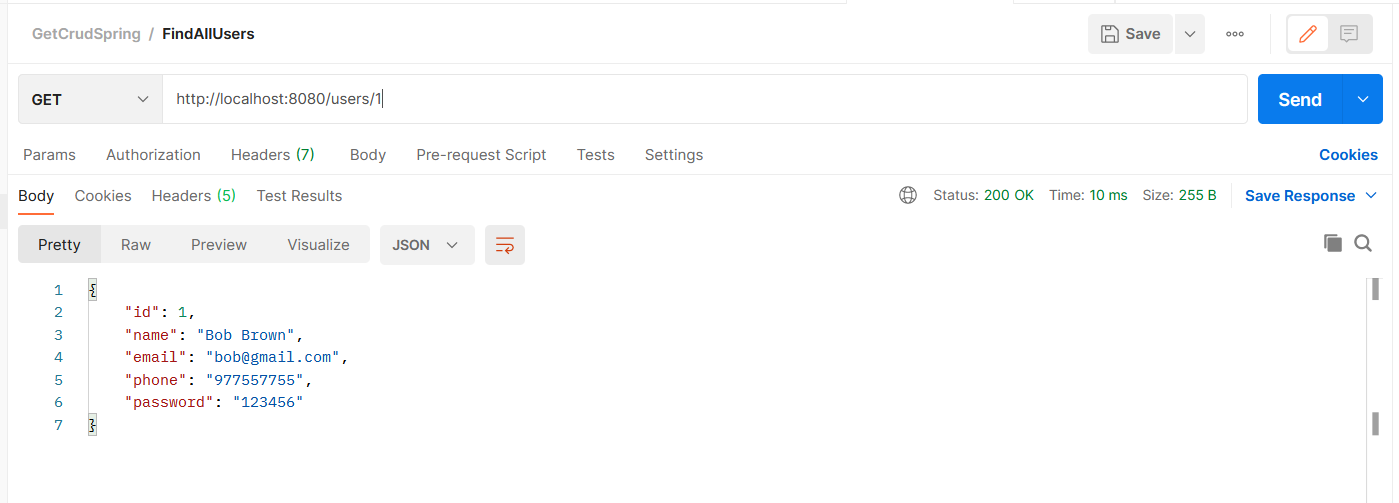 GetCrudSpring / FindAllUsers Save
GET http://localhost:8080/users/1 Send
Params Authorization Headers (7) Body Pre-request Script Tests Settings Cookies
Body Cookies Headers (5) Test Results Status: 200 OK Time: 10 ms Size: 255 B Save Response
Pretty Raw Preview Visualize JSON
1 {
2 "id": 1,
3 "name": "Bob Brown",
4 "email": "bob@gmail.com",
5 "phone": "977557755",
6 "password": "123456"
7 }